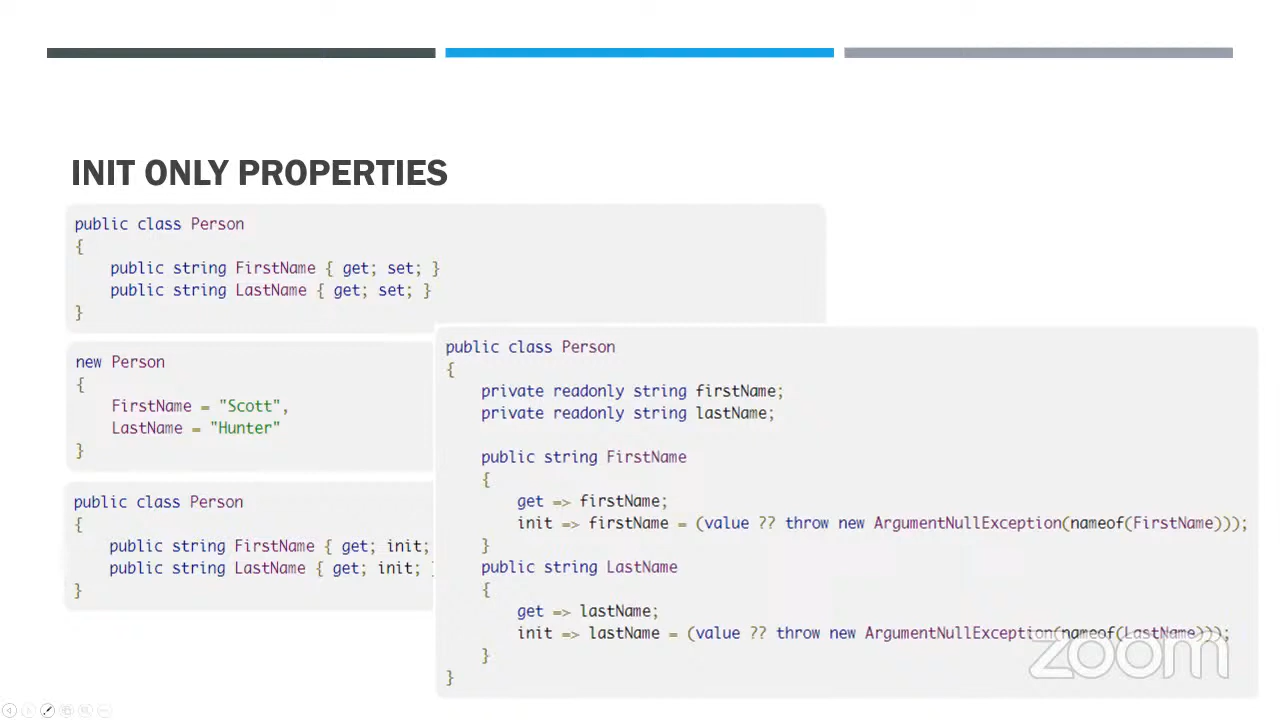 INIT ONLY PROPERTIES
public class Person
{
public string FirstName { get; set; }
public string LastName { get; set; }
}
new Person
{
FirstName = "Scott",
LastName = "Hunter"
}
public class Person
{
public string FirstName { get; init;
public string LastName { get; init;
}
public class Person
{
private readonly string firstName;
private readonly string lastName;
public string FirstName
{
get => firstName;
init => firstName = (value ?? throw new ArgumentNullException(nameof(FirstName)));
}
public string LastName
{
get => lastName;
init => lastName = (value ?? throw new ArgumentNullException(nameof(LastName)));
}
}
zoom